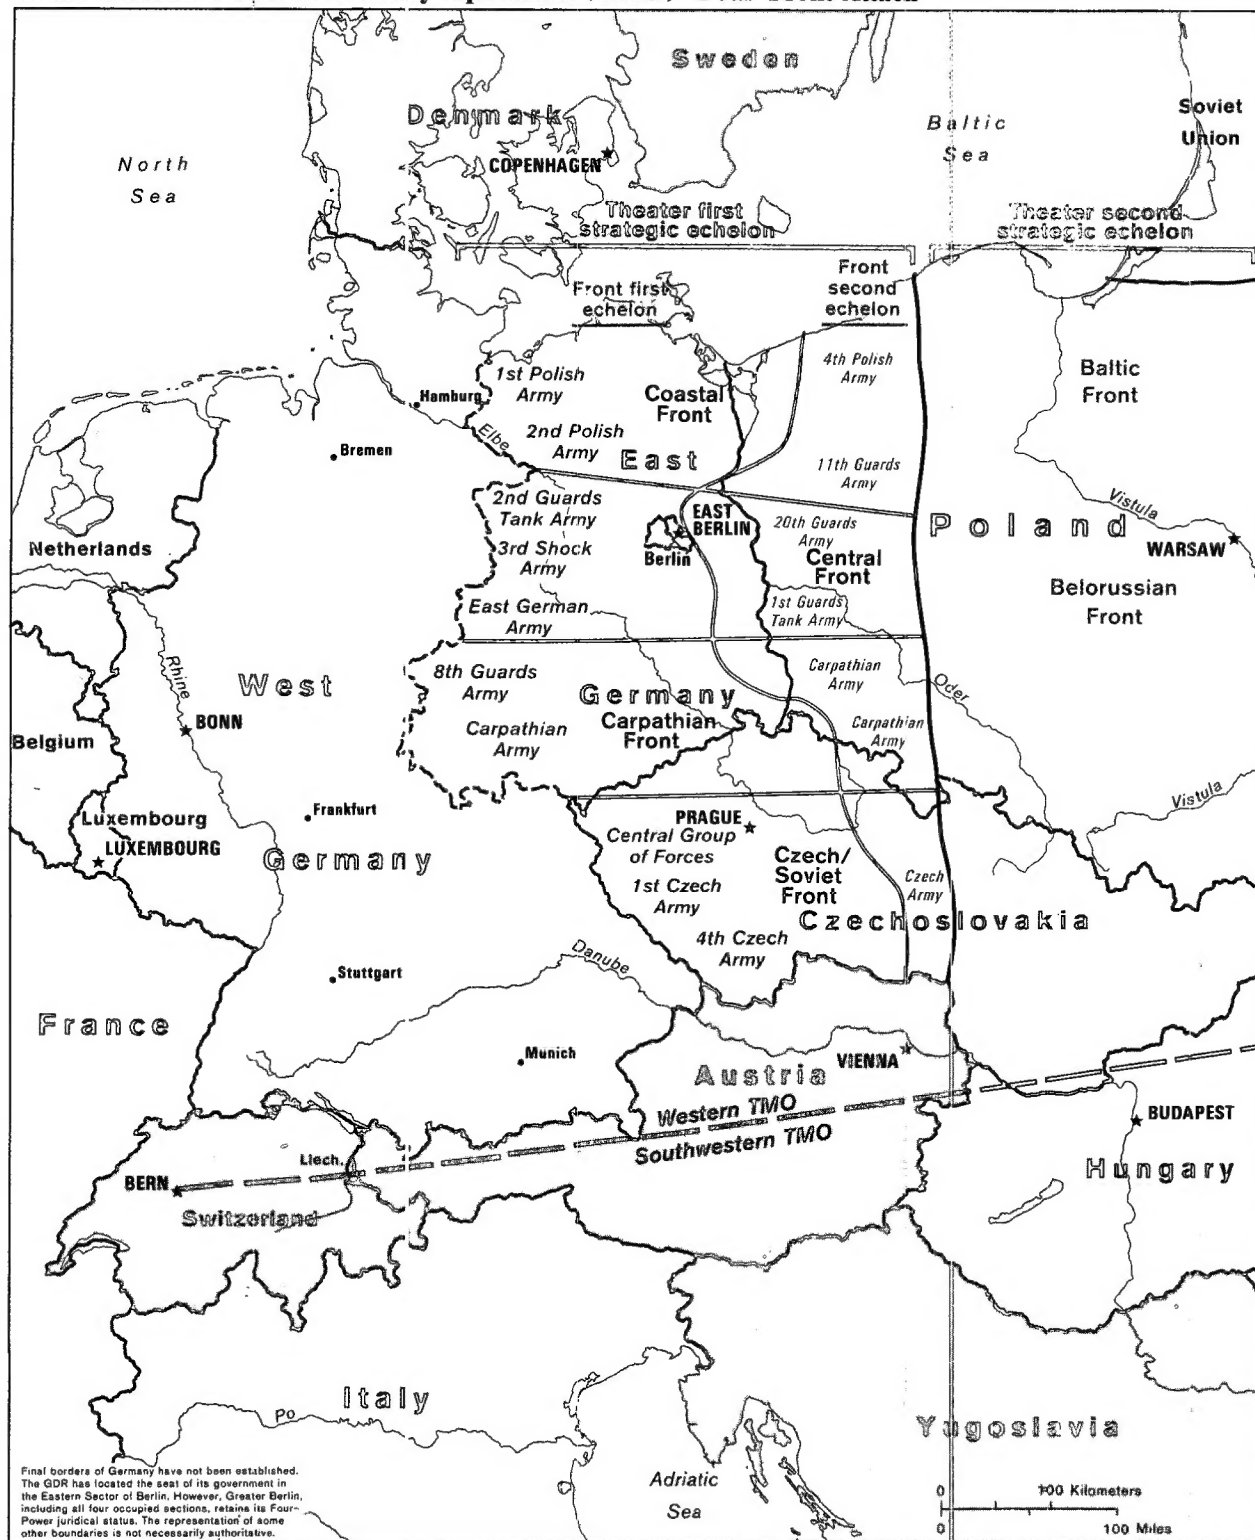 Sweden
Denmark
Baltic
Sea
Soviet
Union
North
Sea
COPENHAGEN
Theater first
strategic echelon
Theater second
strategic echelon
Front first
echelon
Front
second
echelon
1st Polish
Army
4th Polish
Army
Coastal
Front
Baltic
Front
Hamburg
Elbe
2nd Polish
Army
Bremen
East
11th Guards
Army
2nd Guards
Tank Army
Vistula
EAST
BERLIN
20th Guards
Army
Poland
Netherlands
3rd Shock
Army
Berlin
Central
Front
WARSAW
Belorussian
Front
East German
Army
1st Guards
Tank Army
Rhine
West
8th Guards
Army
Germany
Carpathian
Army
Oder
BONN
Belgium
Carpathian
Army
Carpathian
Front
Carpathian
Army
Vistula
Frankfurt
Luxembourg
LUXEMBOURG
Germany
PRAGUE
Central Group
of Forces
Czech/
Soviet
Front
1st Czech
Army
Czech
Army
Czechoslovakia
4th Czech
Army
Danube
Stuttgart
France
Munich
VIENNA
Austria
Western TMO
Southwestern TMO
BUDAPEST
Liech.
BERN
Hungary
Switzerland
Italy
Po
Yugoslavia
Adriatic
Sea
Final borders of Germany have not been established.
The GDR has located the seat of its government in
the Eastern Sector of Berlin. However, Greater Berlin,
including all four occupied sections, retains its Four-
Power juridical status. The representation of some
other boundaries is not necessarily authoritative.
0 100 Kilometers
0 100 Miles